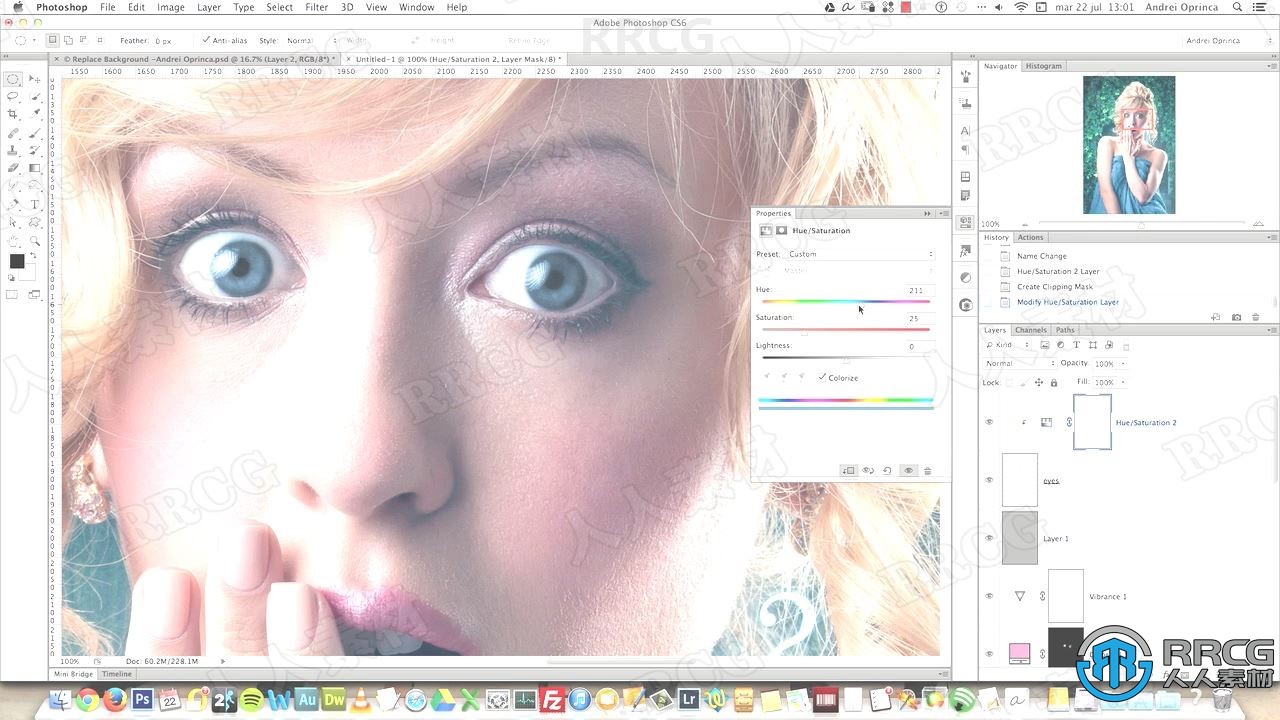 Photoshop File Edit Image Layer Type Select Filter 3D View Window Help
mar 22 jul 13:01 Andrei Oprinca
Adobe Photoshop CS6
RRCG
Feather: 0 px Anti-alias Style: Normal Width: Height: Refine Edge...
Andrei Oprinca
© Replace Background -Andrei Oprinca.psd @ 16.7% (Layer 2, RGB/8*) *
Untitled-1 @ 100% (Hue/Saturation 2, Layer Mask/8) *
1550 1600 1650 1700 1750 1800 1850 1900 1950 2000 2050 2100 2150 2200 2250 2300 2350 2400 2450 2500 2550 2600 2650 2700 2750 2800
Navigator Histogram
100%
Properties
Hue/Saturation
Preset: Custom
Master
Hue: 211
Saturation: 25
Lightness: 0
Colorize
History Actions
Name Change
Hue/Saturation 2 Layer
Create Clipping Mask
Modify Hue/Saturation Layer
Layers Channels Paths
Kind
Normal Opacity: 100%
Lock: Fill: 100%
Hue/Saturation 2
eyes
Layer 1
Vibrance 1
100% Doc: 60.2M/228.1M
Mini Bridge Timeline
RRCG
人人素材